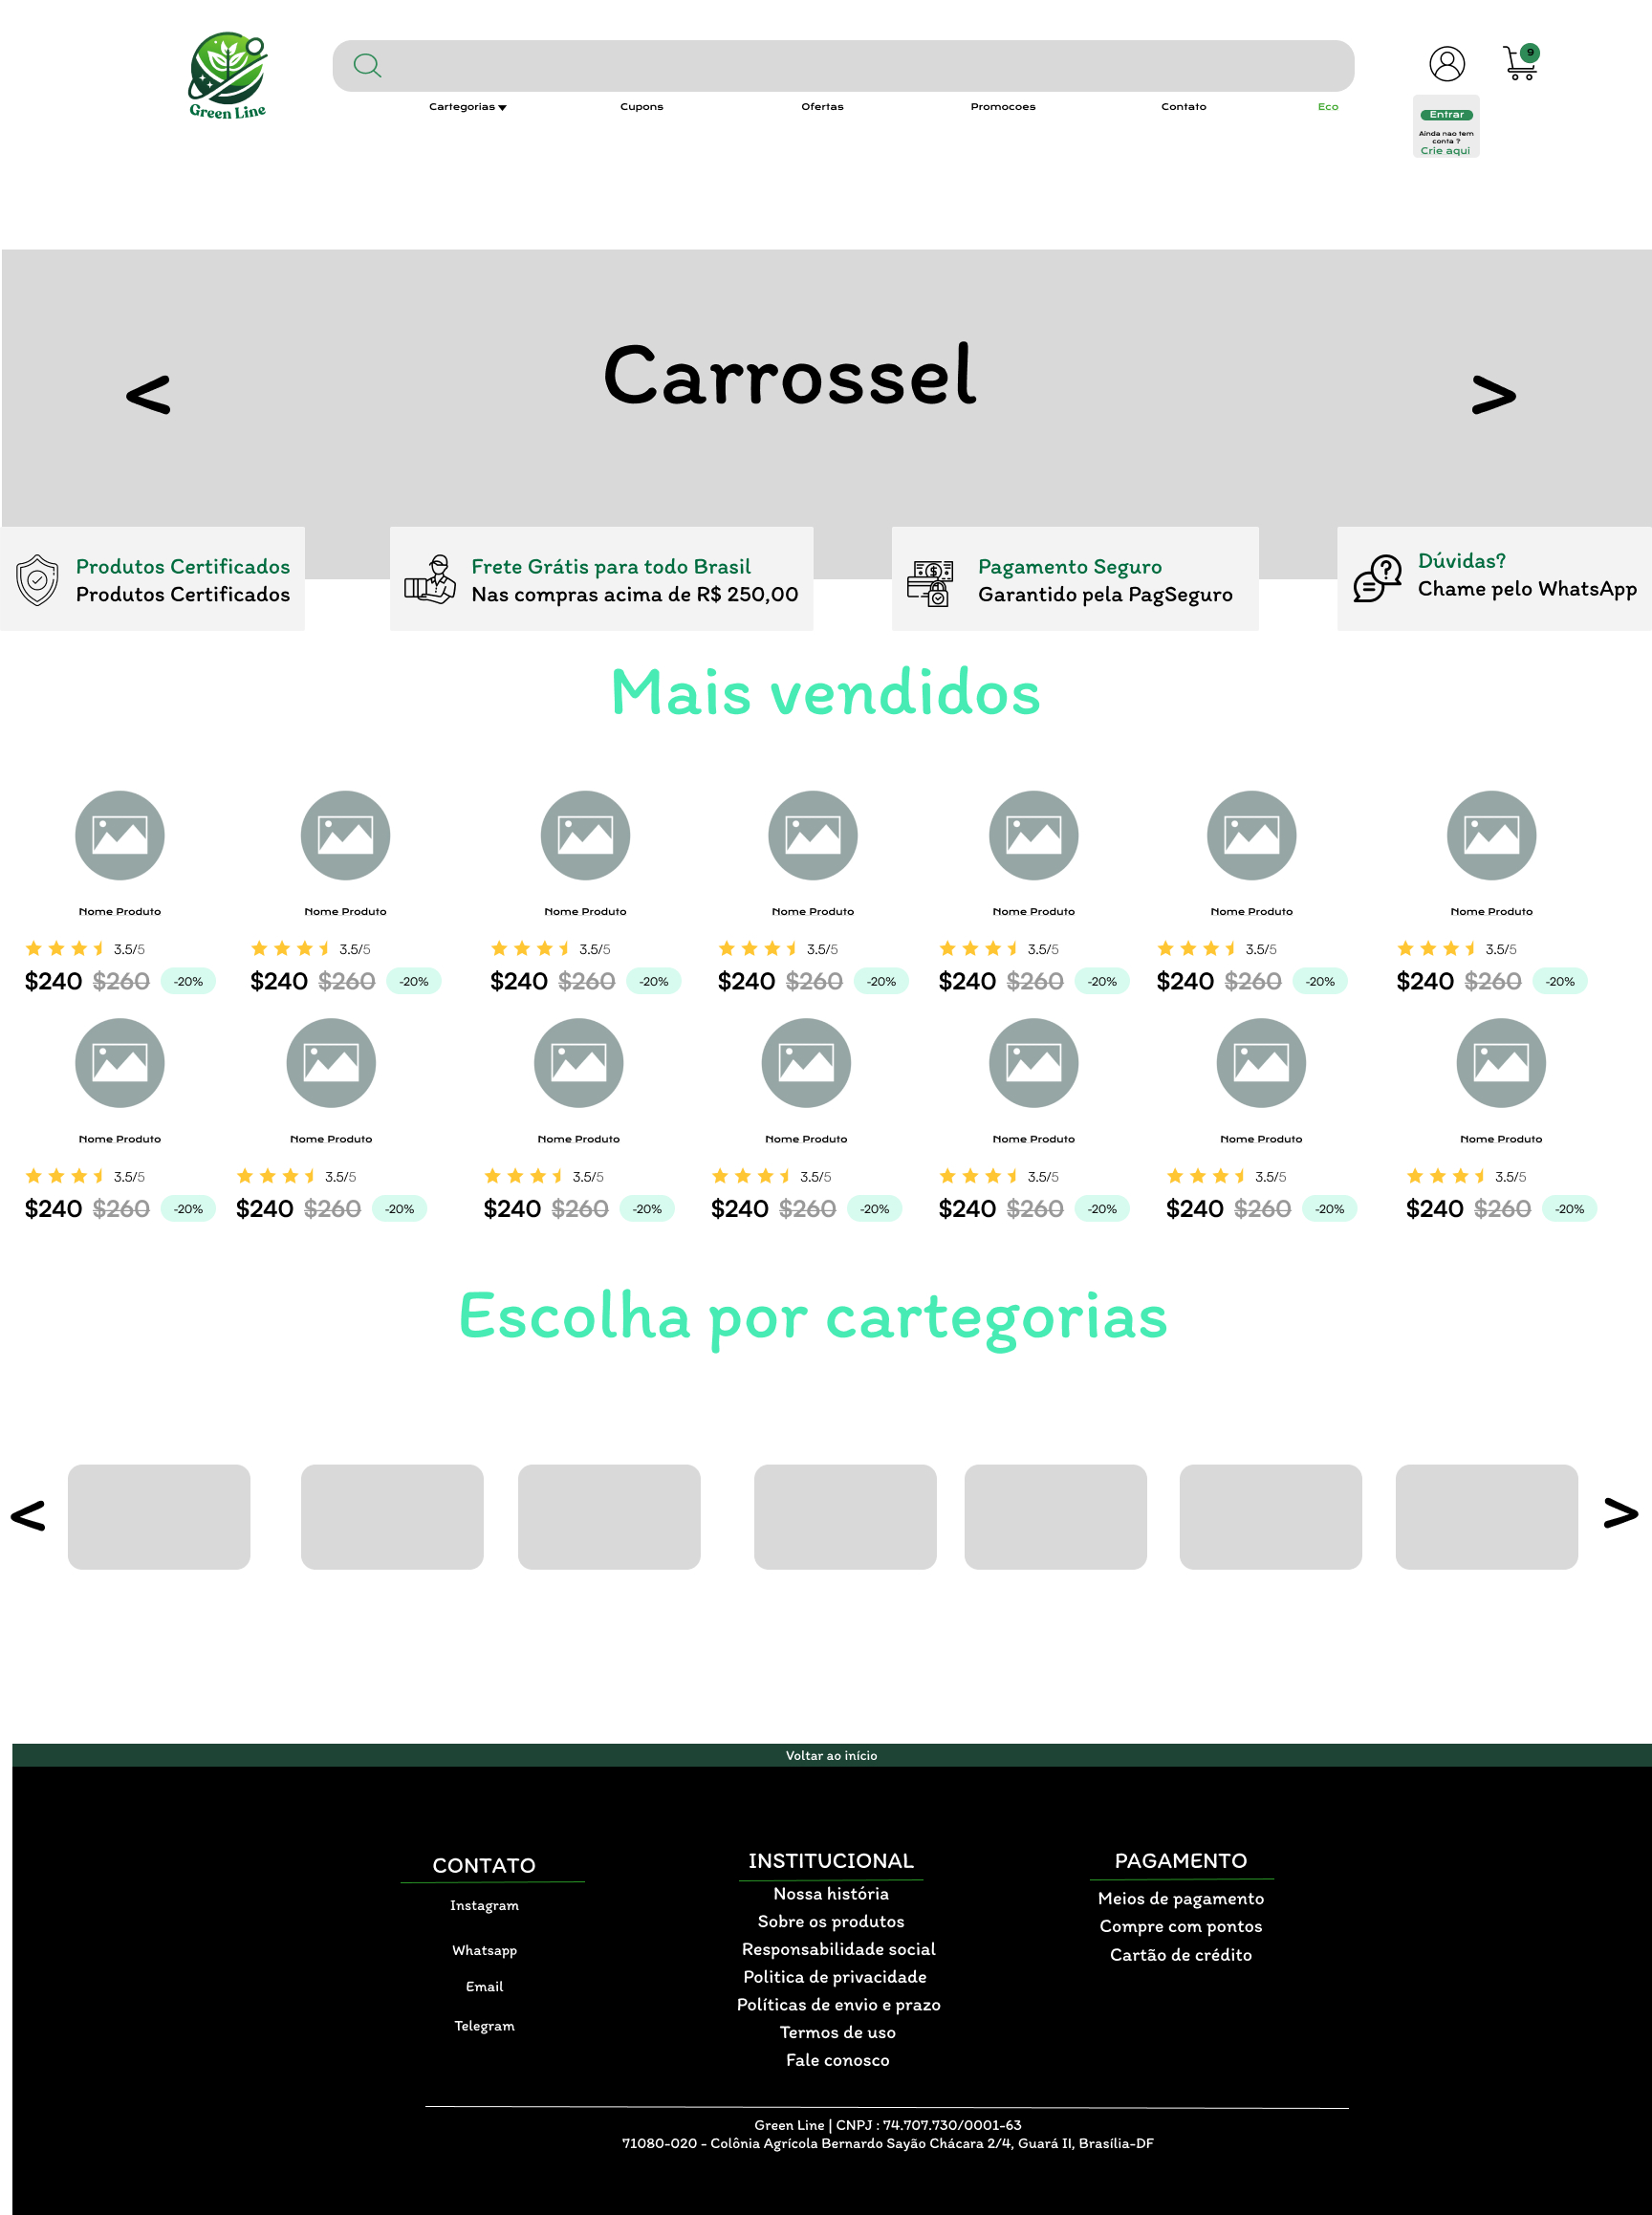 Green Line
9
Cartegorias Cupons Ofertas Promocoes Contato Eco
Entrar
Ainda nao tem
conta ?
Crie aqui
< Carrossel >
Produtos Certificados
Produtos Certificados
Frete Grátis para todo Brasil
Nas compras acima de R$ 250,00
Pagamento Seguro
Garantido pela PagSeguro
Dúvidas?
Chame pelo WhatsApp
Mais vendidos
Nome Produto Nome Produto Nome Produto Nome Produto Nome Produto Nome Produto Nome Produto
3.5/5 3.5/5 3.5/5 3.5/5 3.5/5 3.5/5 3.5/5
$240 $260 -20% $240 $260 -20% $240 $260 -20% $240 $260 -20% $240 $260 -20% $240 $260 -20% $240 $260 -20%
Nome Produto Nome Produto Nome Produto Nome Produto Nome Produto Nome Produto Nome Produto
3.5/5 3.5/5 3.5/5 3.5/5 3.5/5 3.5/5 3.5/5
$240 $260 -20% $240 $260 -20% $240 $260 -20% $240 $260 -20% $240 $260 -20% $240 $260 -20% $240 $260 -20%
Escolha por cartegorias
< >
Voltar ao início
CONTATO
Instagram
Whatsapp
Email
Telegram
INSTITUCIONAL
Nossa história
Sobre os produtos
Responsabilidade social
Politica de privacidade
Políticas de envio e prazo
Termos de uso
Fale conosco
PAGAMENTO
Meios de pagamento
Compre com pontos
Cartão de crédito
Green Line | CNPJ : 74.707.730/0001-63
71080-020 - Colônia Agrícola Bernardo Sayão Chácara 2/4, Guará II, Brasília-DF